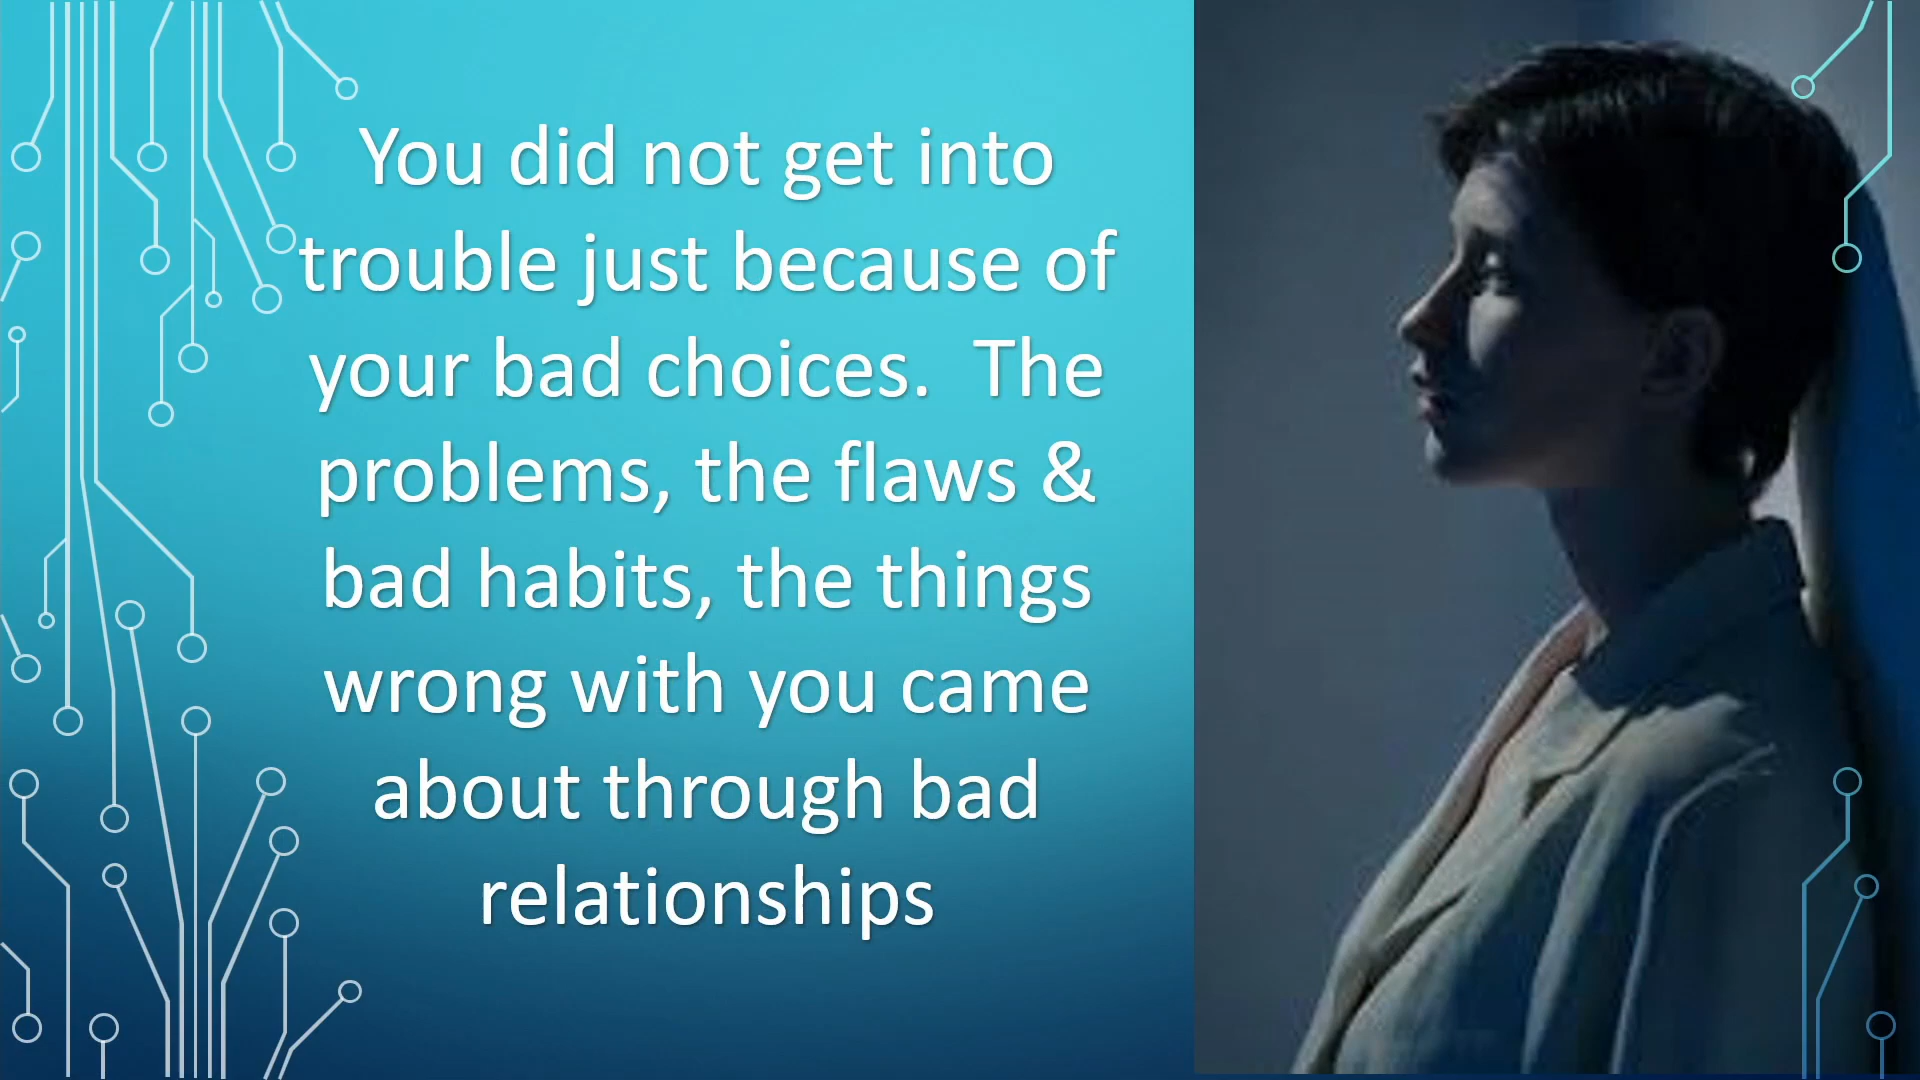 You did not get into
trouble just because of
your bad choices.  The
problems, the flaws &
bad habits, the things
wrong with you came
about through bad
relationships